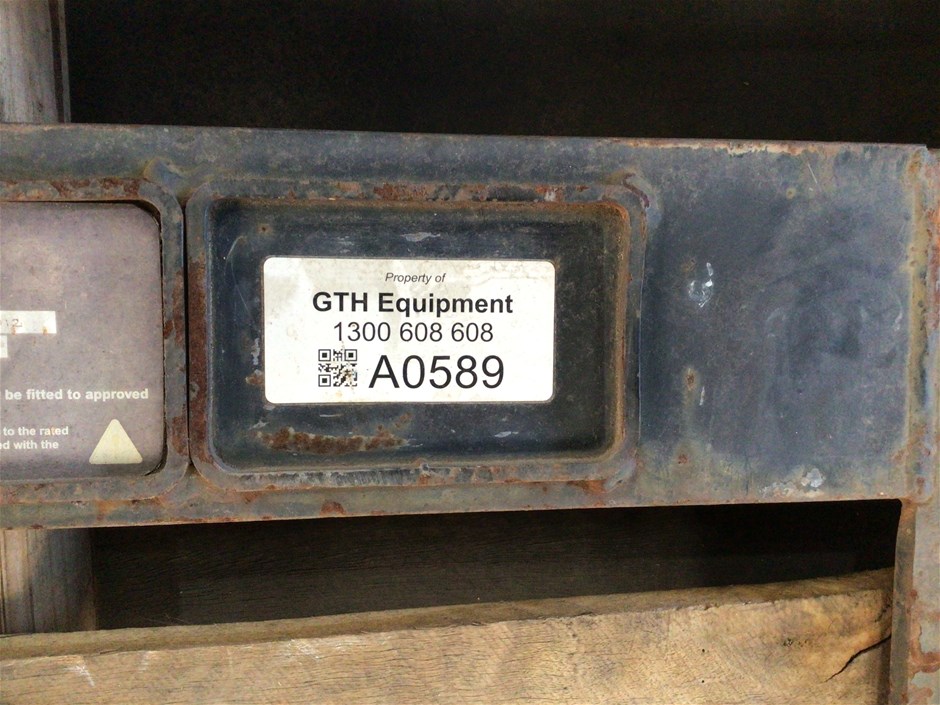 Property of
GTH Equipment
1300 608 608
A0589
be fitted to approved
to the rated
with the